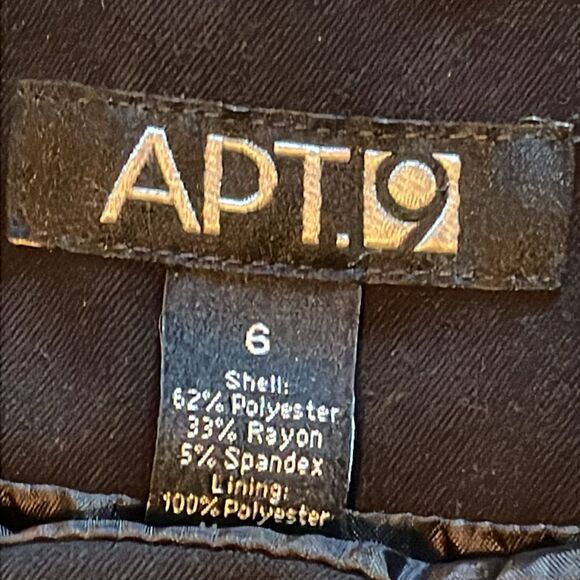 APT.9
6
Shell:
62% Polyester
33% Rayon
5% Spandex
Lining:
100% Polyester